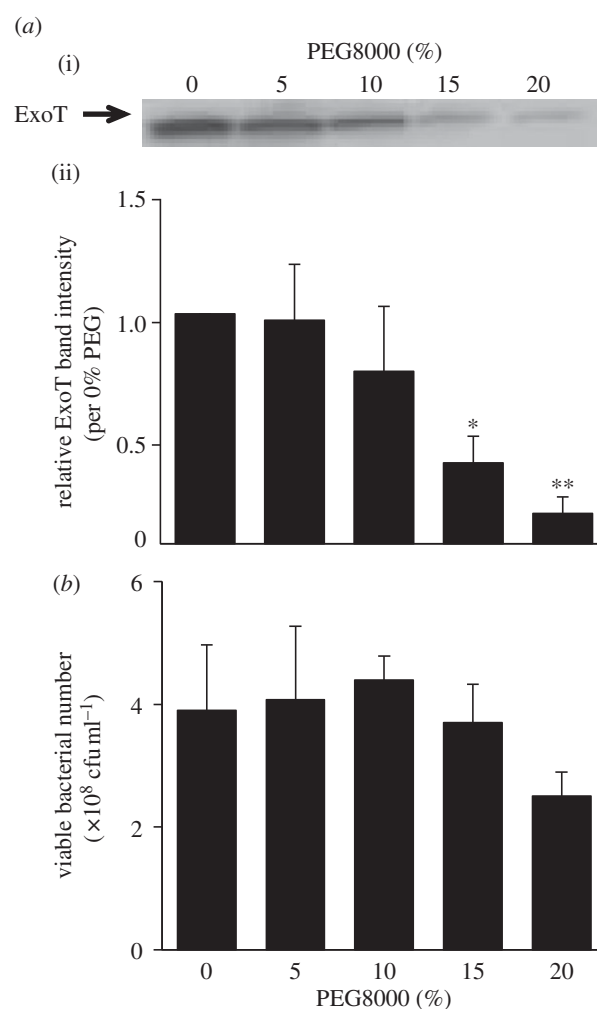 (a)
(i)
PEG8000 (%)
0 5 10 15 20
ExoT
(ii)
relative ExoT band intensity
(per 0% PEG)
1.5
1.0
0.5
0
*
**
(b)
viable bacterial number
(×10⁸ cfu ml⁻¹)
6
4
2
0
0 5 10 15 20
PEG8000 (%)